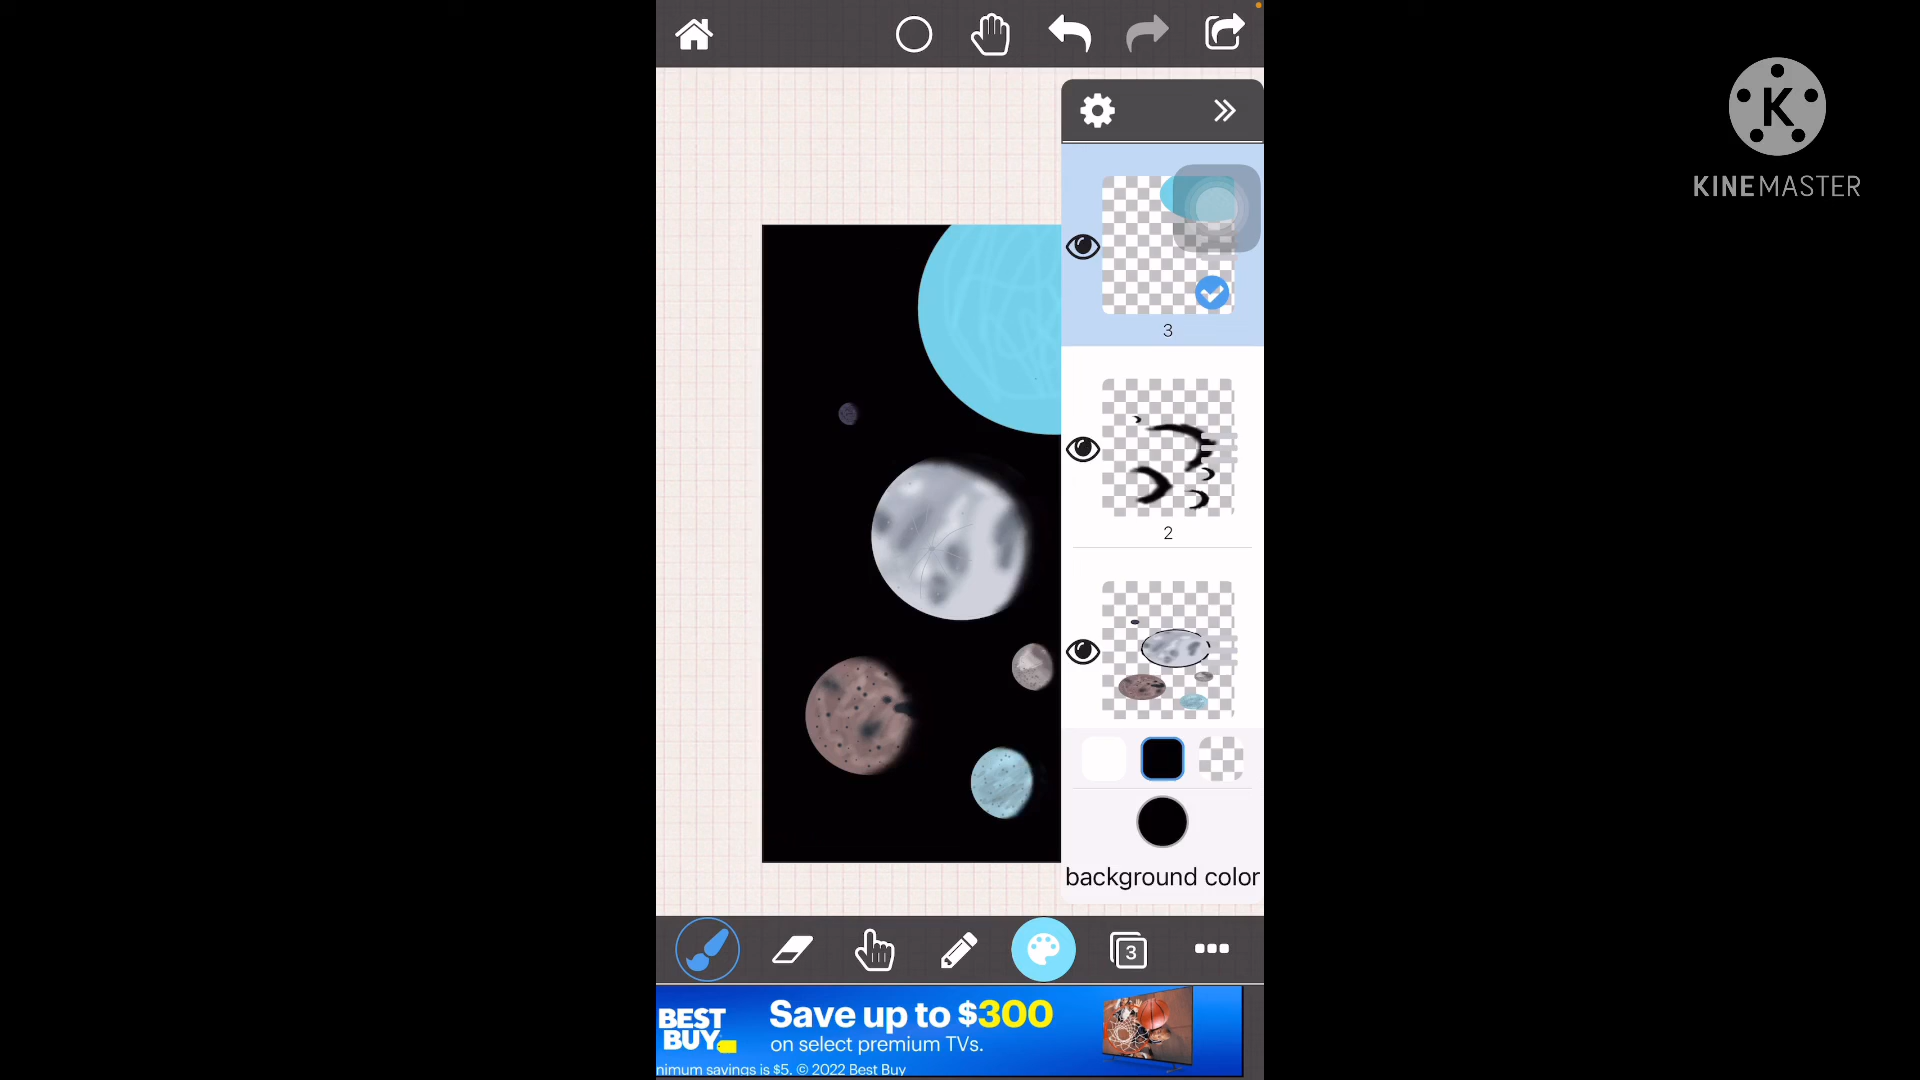 KINEMASTER
3
2
background color
3
BEST
BUY
Save up to $300
on select premium TVs.
nimum savings is $5. © 2022 Best Buy